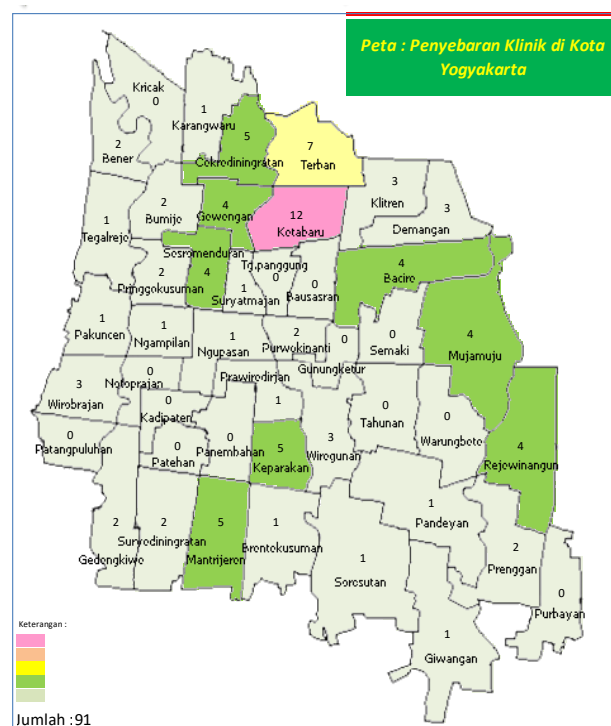 Peta : Penyebaran Klinik di Kota
Yogyakarta
Kricak
0
1
Karangwaru
5
Cokrodiningratan
7
Terban
2
Bener
3
Klitren
3
Demangan
2
Bumijo
4
Gowongan
12
Kotabaru
1
Tegalrejo
Sosromenduran
4
Tg.panggung
0
0
Bausasran
4
Baciro
2
Pringgokusuman
1
Suryatmajan
1
Pakuncen
1
Ngampilan
1
Ngupasan
2
Purwokinanti
0
Gunungketur
0
Semaki
4
Mujamuju
0
Notoprajan
Prawirodirjan
1
3
Wirobrajan
0
Kadipaten
0
Tahunan
0
Warungboto
0
Patangpuluhan
0
Patehan
0
Panembahan
5
Keparakan
3
Wirogunan
4
Rejowinangun
2
Gedongkiwo
2
Suryodiningratan
5
Mantrijeron
1
Brontokusuman
1
Pandeyan
1
Sorosutan
2
Prenggan
0
Purbayan
1
Giwangan
Keterangan :
Jumlah : 91